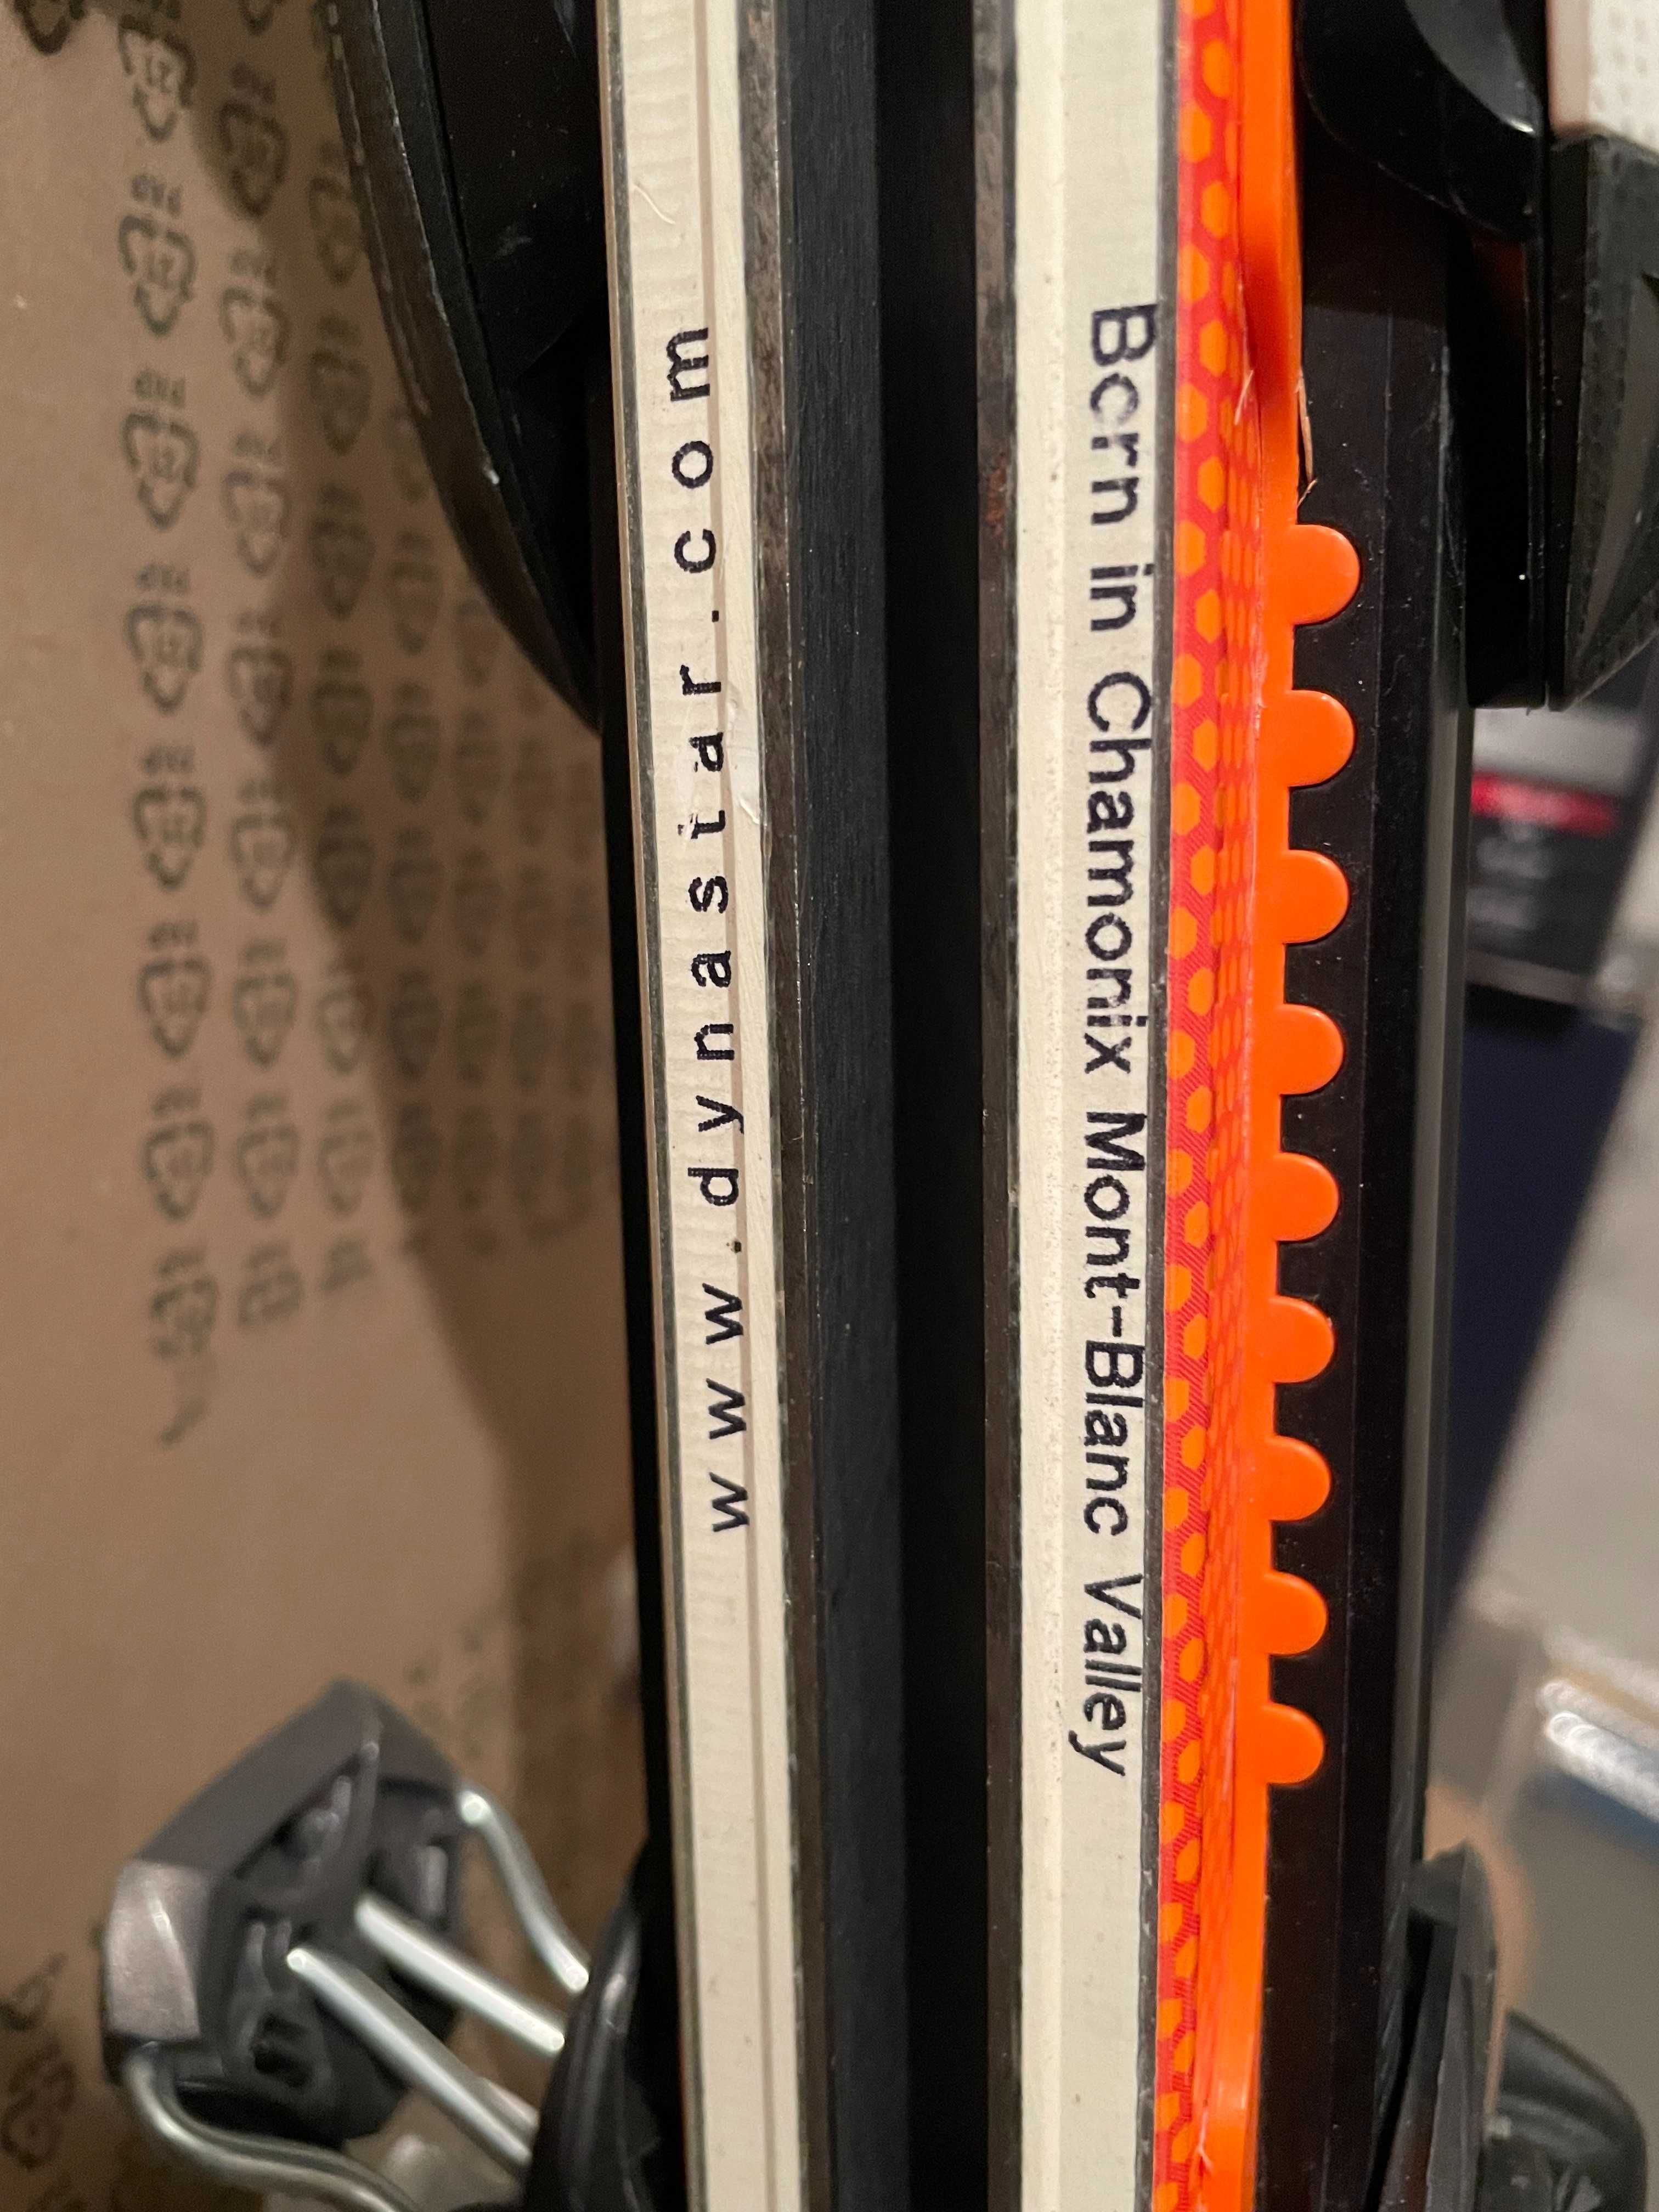 www.dynastar.com
Born in Chamonix Mont-Blanc Valley